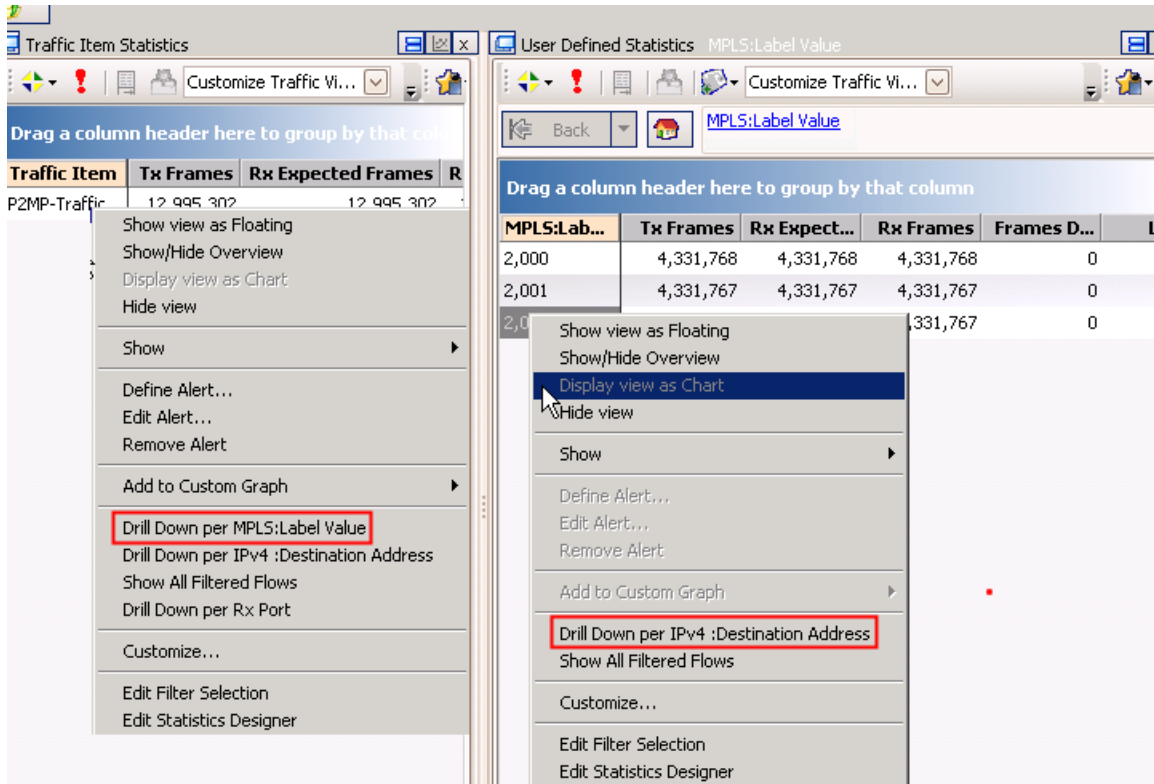 Traffic Item Statistics
Customize Traffic Vi...
Drag a column header here to group by that col
Traffic Item Tx Frames Rx Expected Frames R
P2MP-Traffic 12,995,302 12,995,302
Show view as Floating
Show/Hide Overview
Display view as Chart
Hide view
Show
Define Alert...
Edit Alert...
Remove Alert
Add to Custom Graph
Drill Down per MPLS:Label Value
Drill Down per IPv4 :Destination Address
Show All Filtered Flows
Drill Down per Rx Port
Customize...
Edit Filter Selection
Edit Statistics Designer
User Defined Statistics MPLS:Label Value
Customize Traffic Vi...
Back MPLS:Label Value
Drag a column header here to group by that column
MPLS:Lab... Tx Frames Rx Expect... Rx Frames Frames D... L
2,000 4,331,768 4,331,768 4,331,768 0
2,001 4,331,767 4,331,767 4,331,767 0
2,0 ,331,767 0
Show view as Floating
Show/Hide Overview
Display view as Chart
Hide view
Show
Define Alert...
Edit Alert...
Remove Alert
Add to Custom Graph
Drill Down per IPv4 :Destination Address
Show All Filtered Flows
Customize...
Edit Filter Selection
Edit Statistics Designer